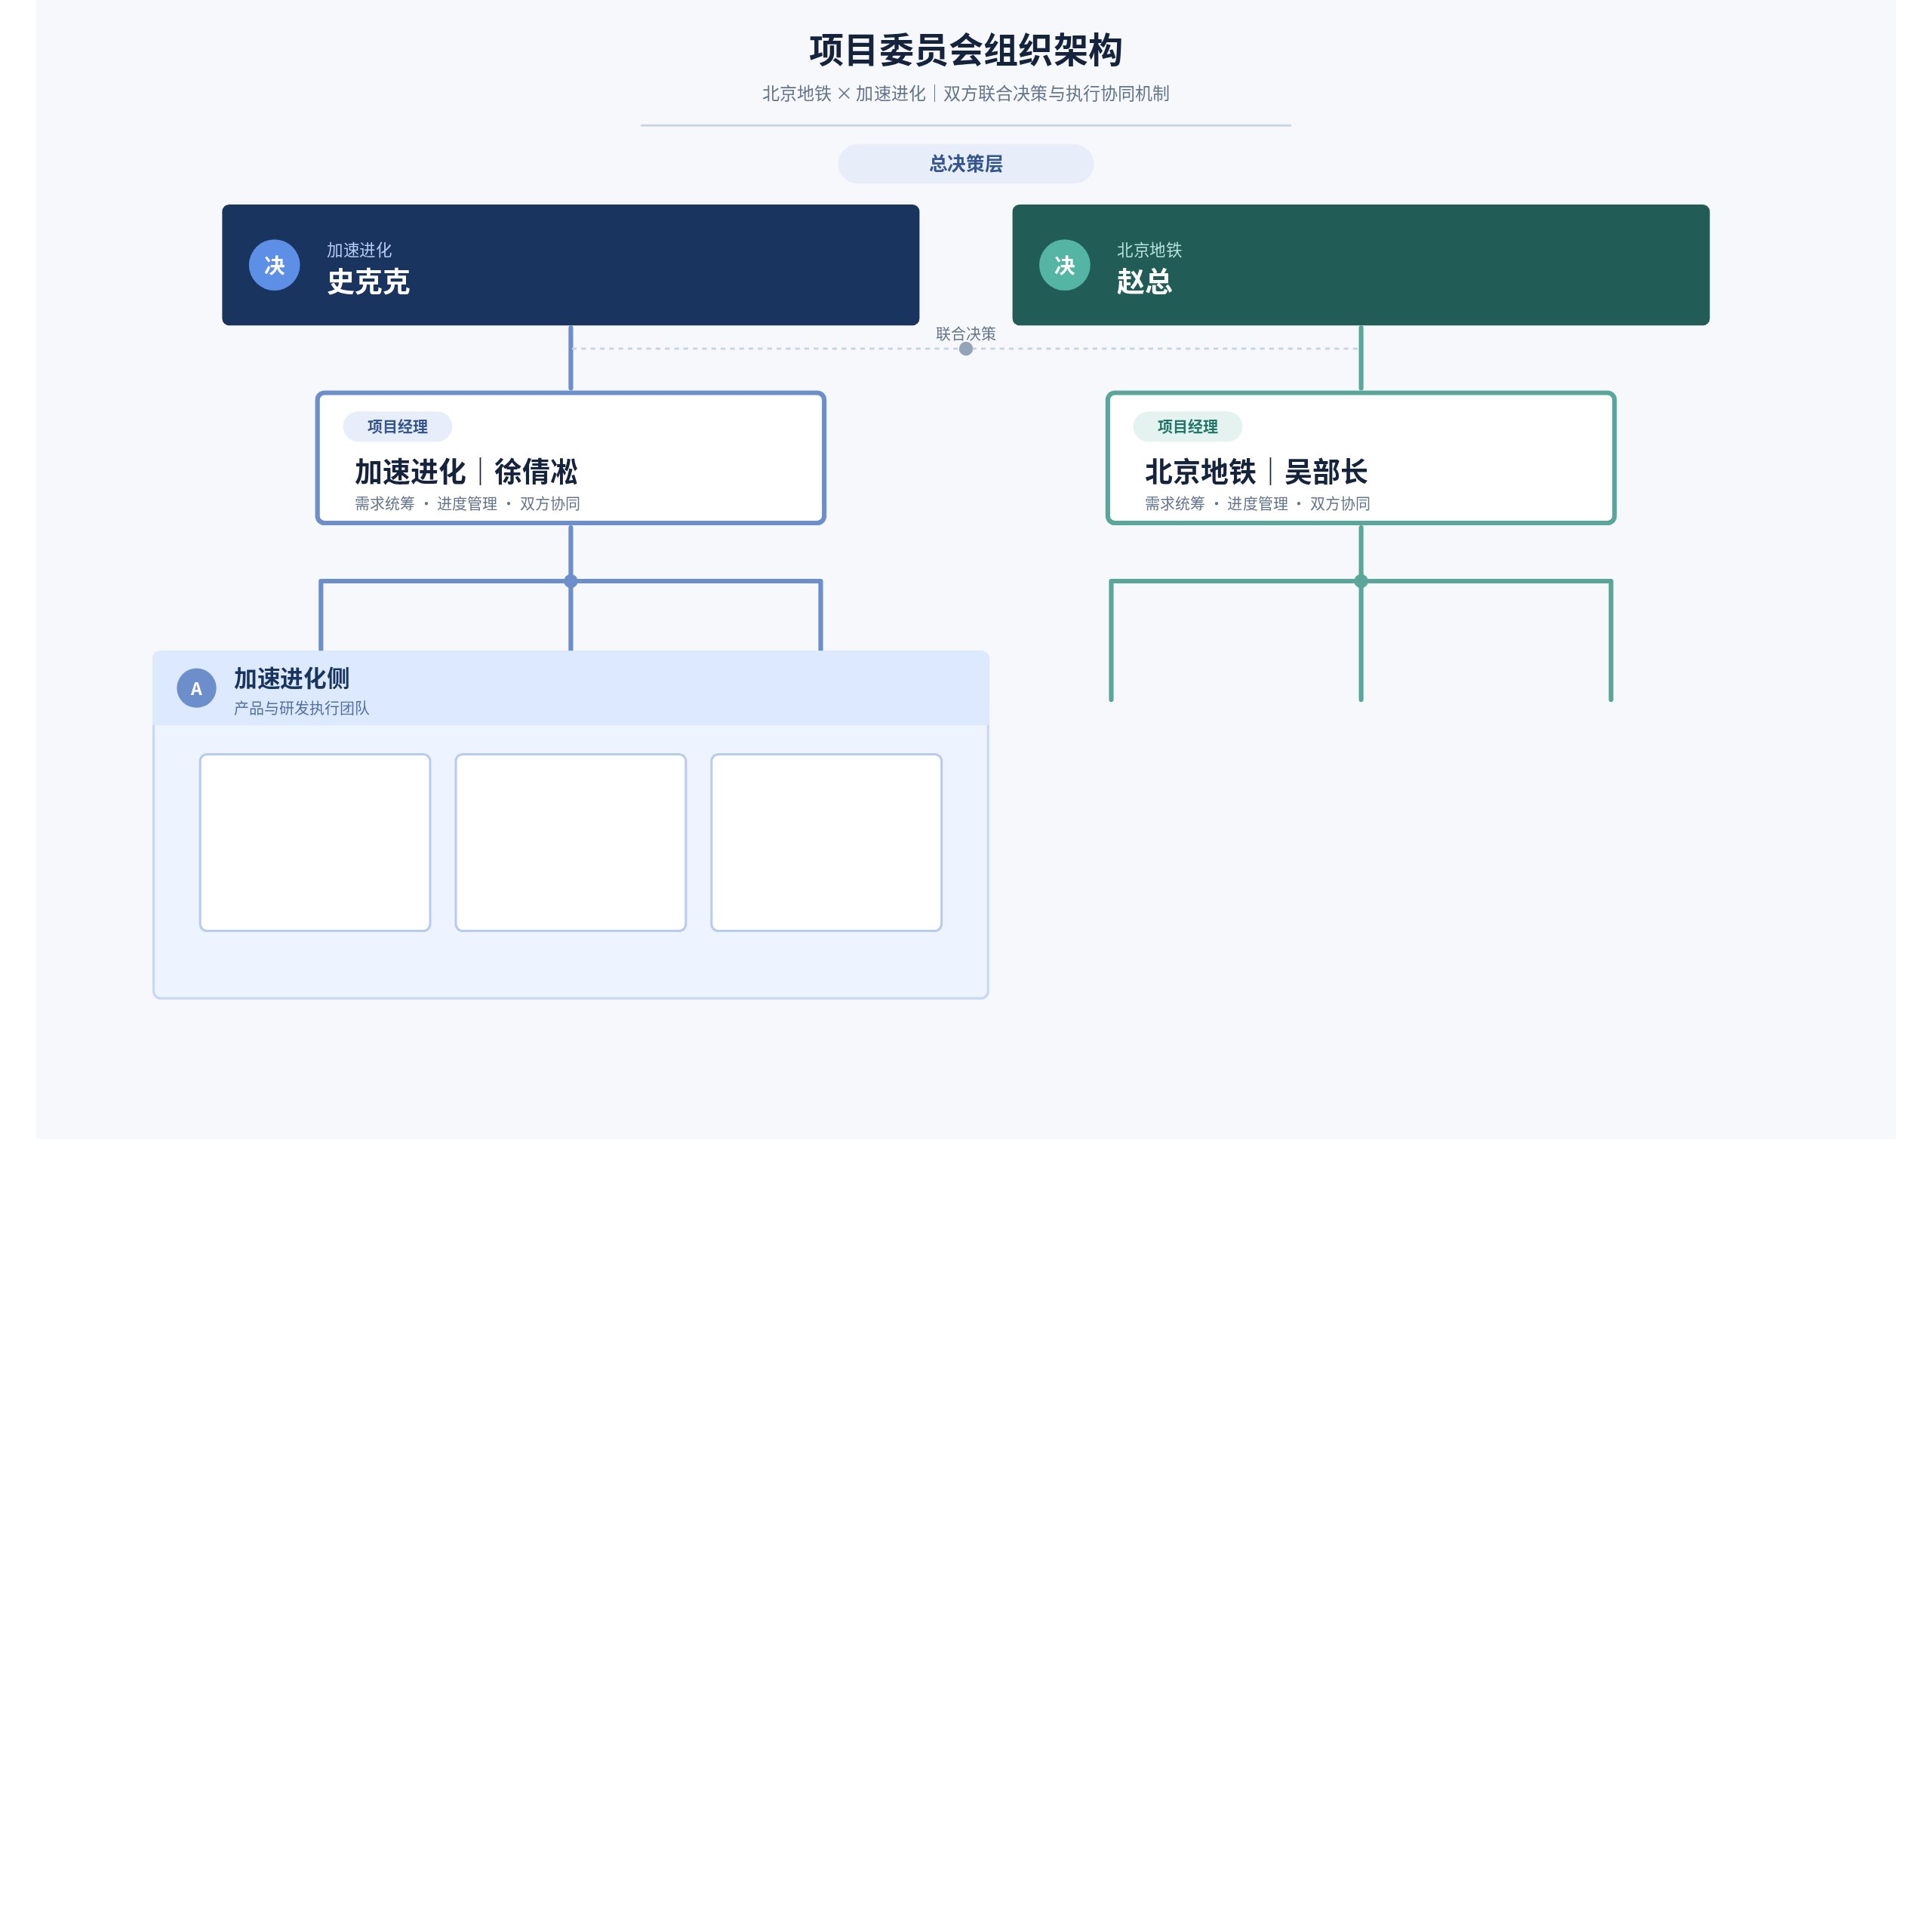 项目委员会组织架构
北京地铁 × 加速进化｜双方联合决策与执行协同机制
总决策层
决
加速进化
史克克
决
北京地铁
赵总
联合决策
项目经理
加速进化｜徐倩凇
需求统筹 · 进度管理 · 双方协同
项目经理
北京地铁｜吴部长
需求统筹 · 进度管理 · 双方协同
A
加速进化侧
产品与研发执行团队